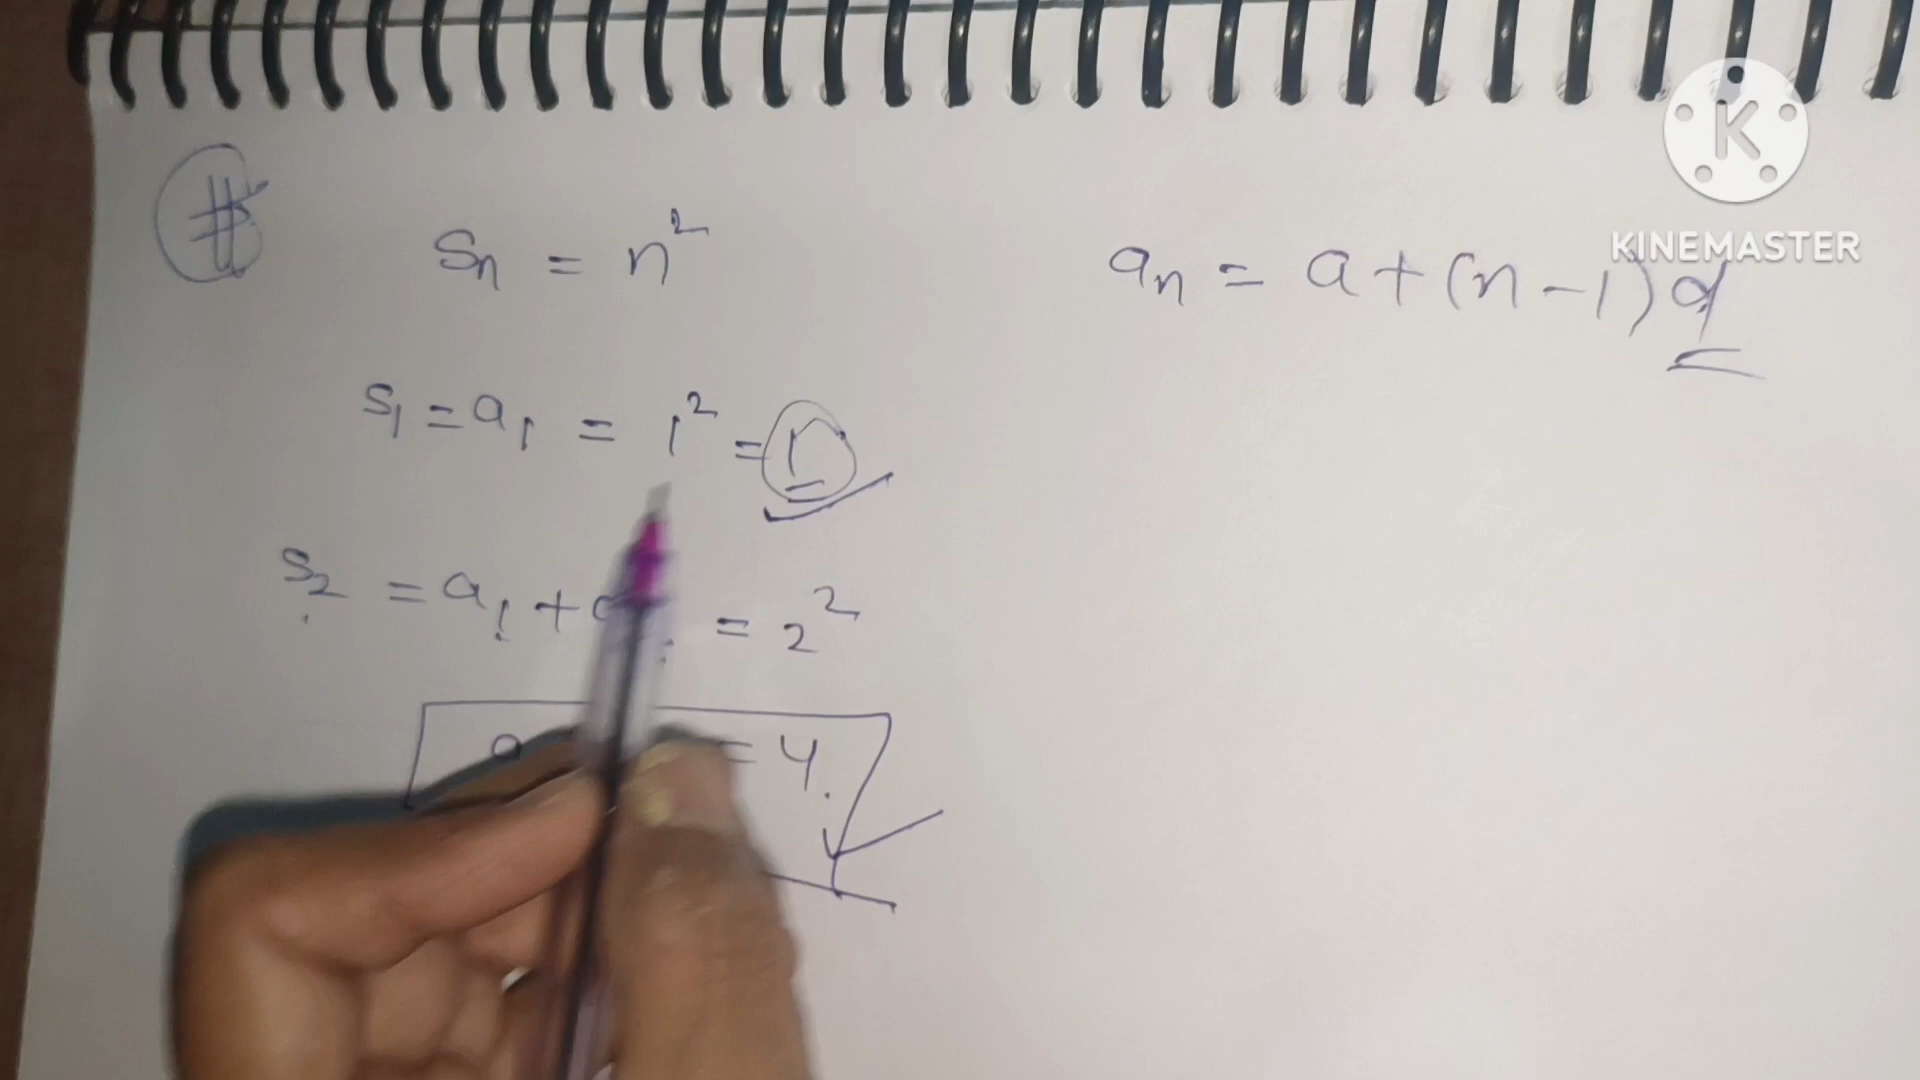 #
Sn = n²
an = a + (n - 1) d
S1 = a1 = 1² = 1
S2 = a1 + = 2²
a = 4.
K
KINEMASTER